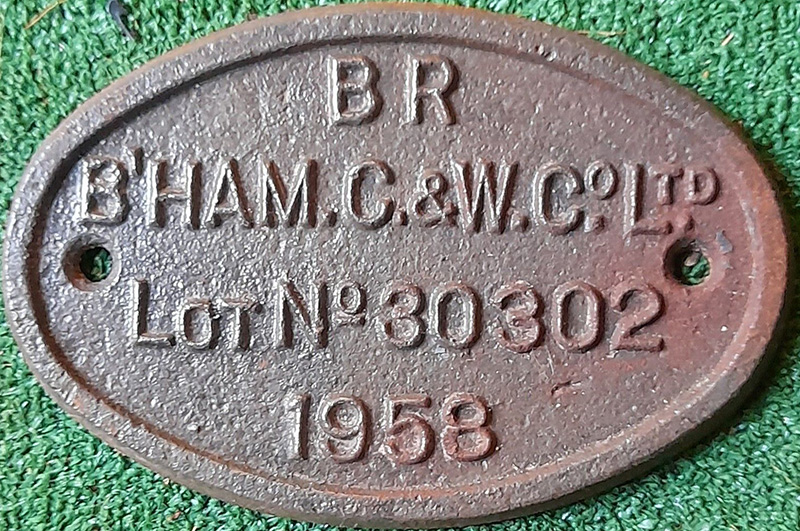 BR
B'HAM.C.&W.Cº.LTD
LOT Nº 30302
1958